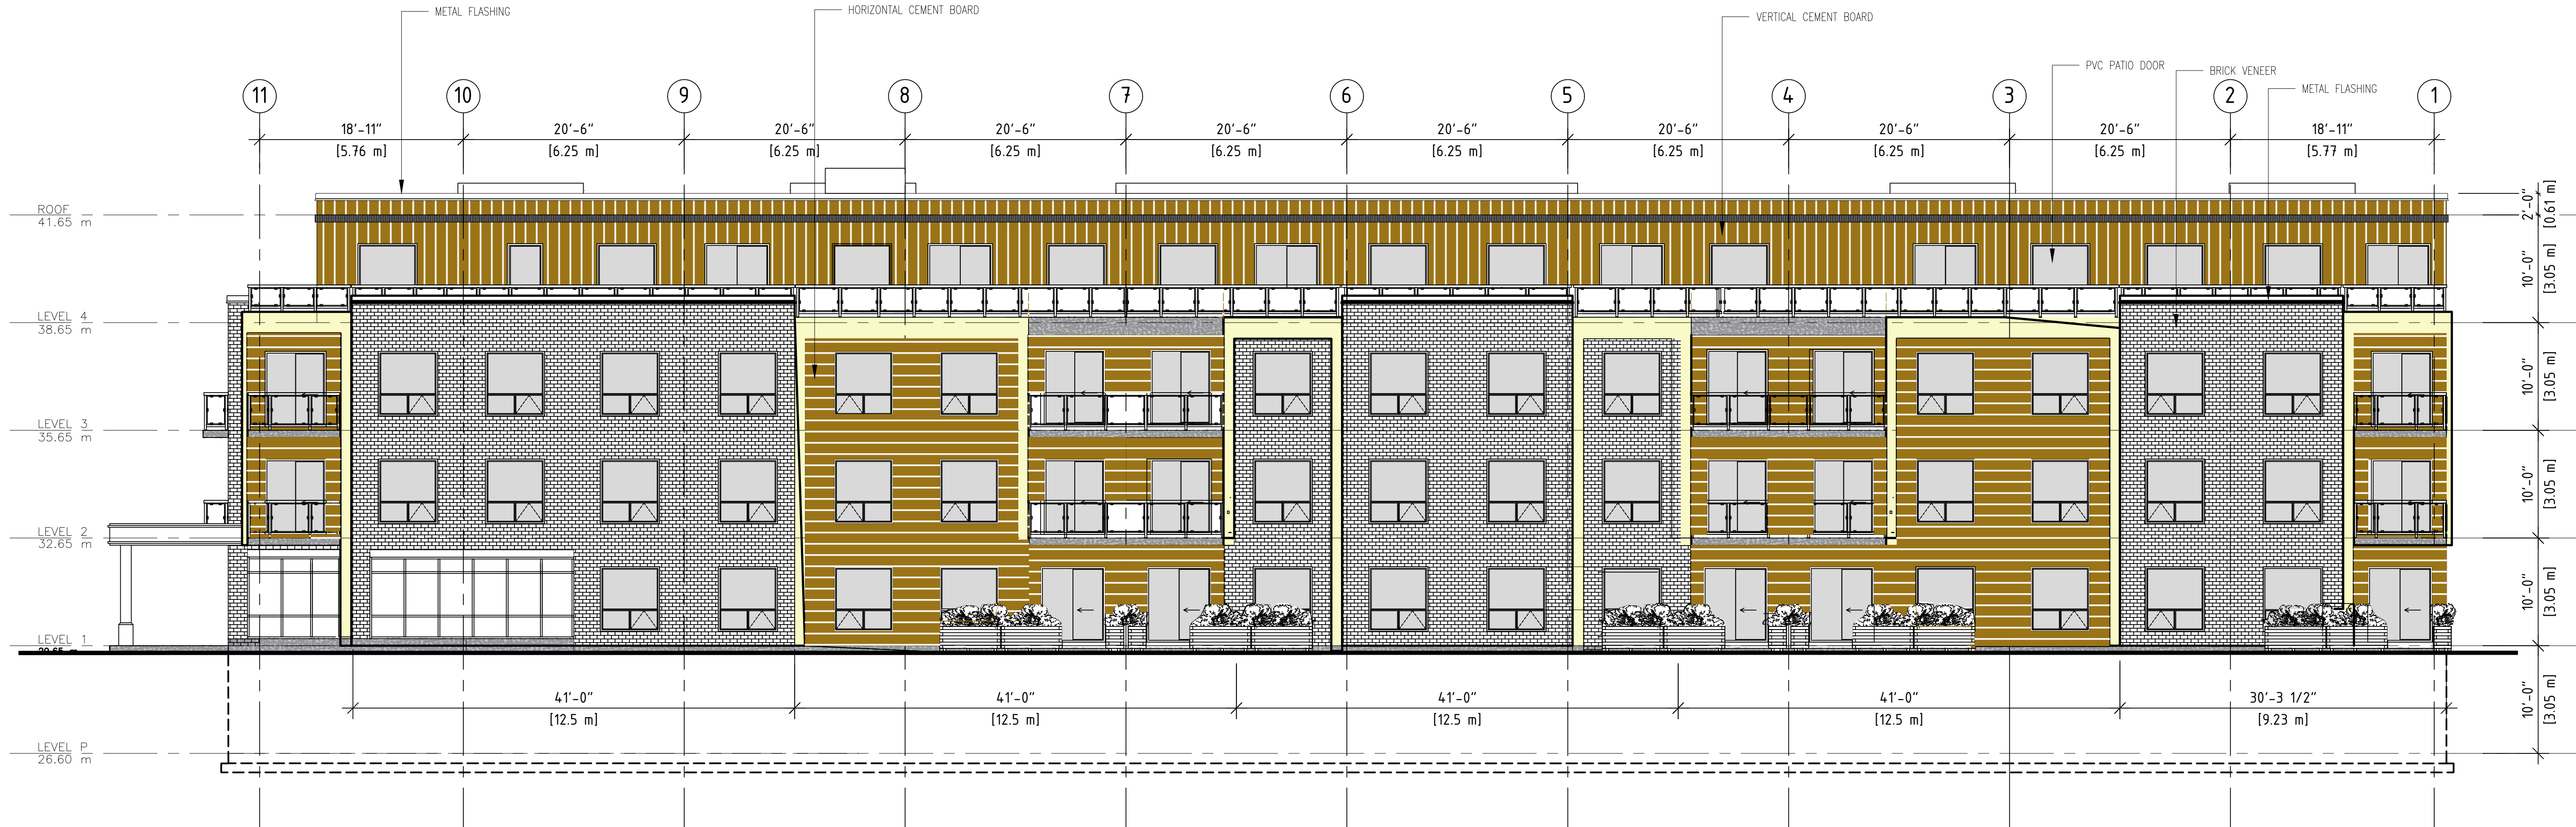 METAL FLASHING
HORIZONTAL CEMENT BOARD
VERTICAL CEMENT BOARD
PVC PATIO DOOR
BRICK VENEER
METAL FLASHING
11 10 9 8 7 6 5 4 3 2 1
18'-11" 20'-6" 20'-6" 20'-6" 20'-6" 20'-6" 20'-6" 20'-6" 20'-6" 18'-11"
[5.76 m] [6.25 m] [6.25 m] [6.25 m] [6.25 m] [6.25 m] [6.25 m] [6.25 m] [6.25 m] [5.77 m]
ROOF
41.65 m
2'-0"
[0.61 m]
10'-0"
[3.05 m]
LEVEL 4
38.65 m
10'-0"
[3.05 m]
LEVEL 3
35.65 m
10'-0"
[3.05 m]
LEVEL 2
32.65 m
10'-0"
[3.05 m]
LEVEL 1
29.65 m
41'-0" 41'-0" 41'-0" 41'-0" 30'-3 1/2"
[12.5 m] [12.5 m] [12.5 m] [12.5 m] [9.23 m]
10'-0"
[3.05 m]
LEVEL P
26.60 m